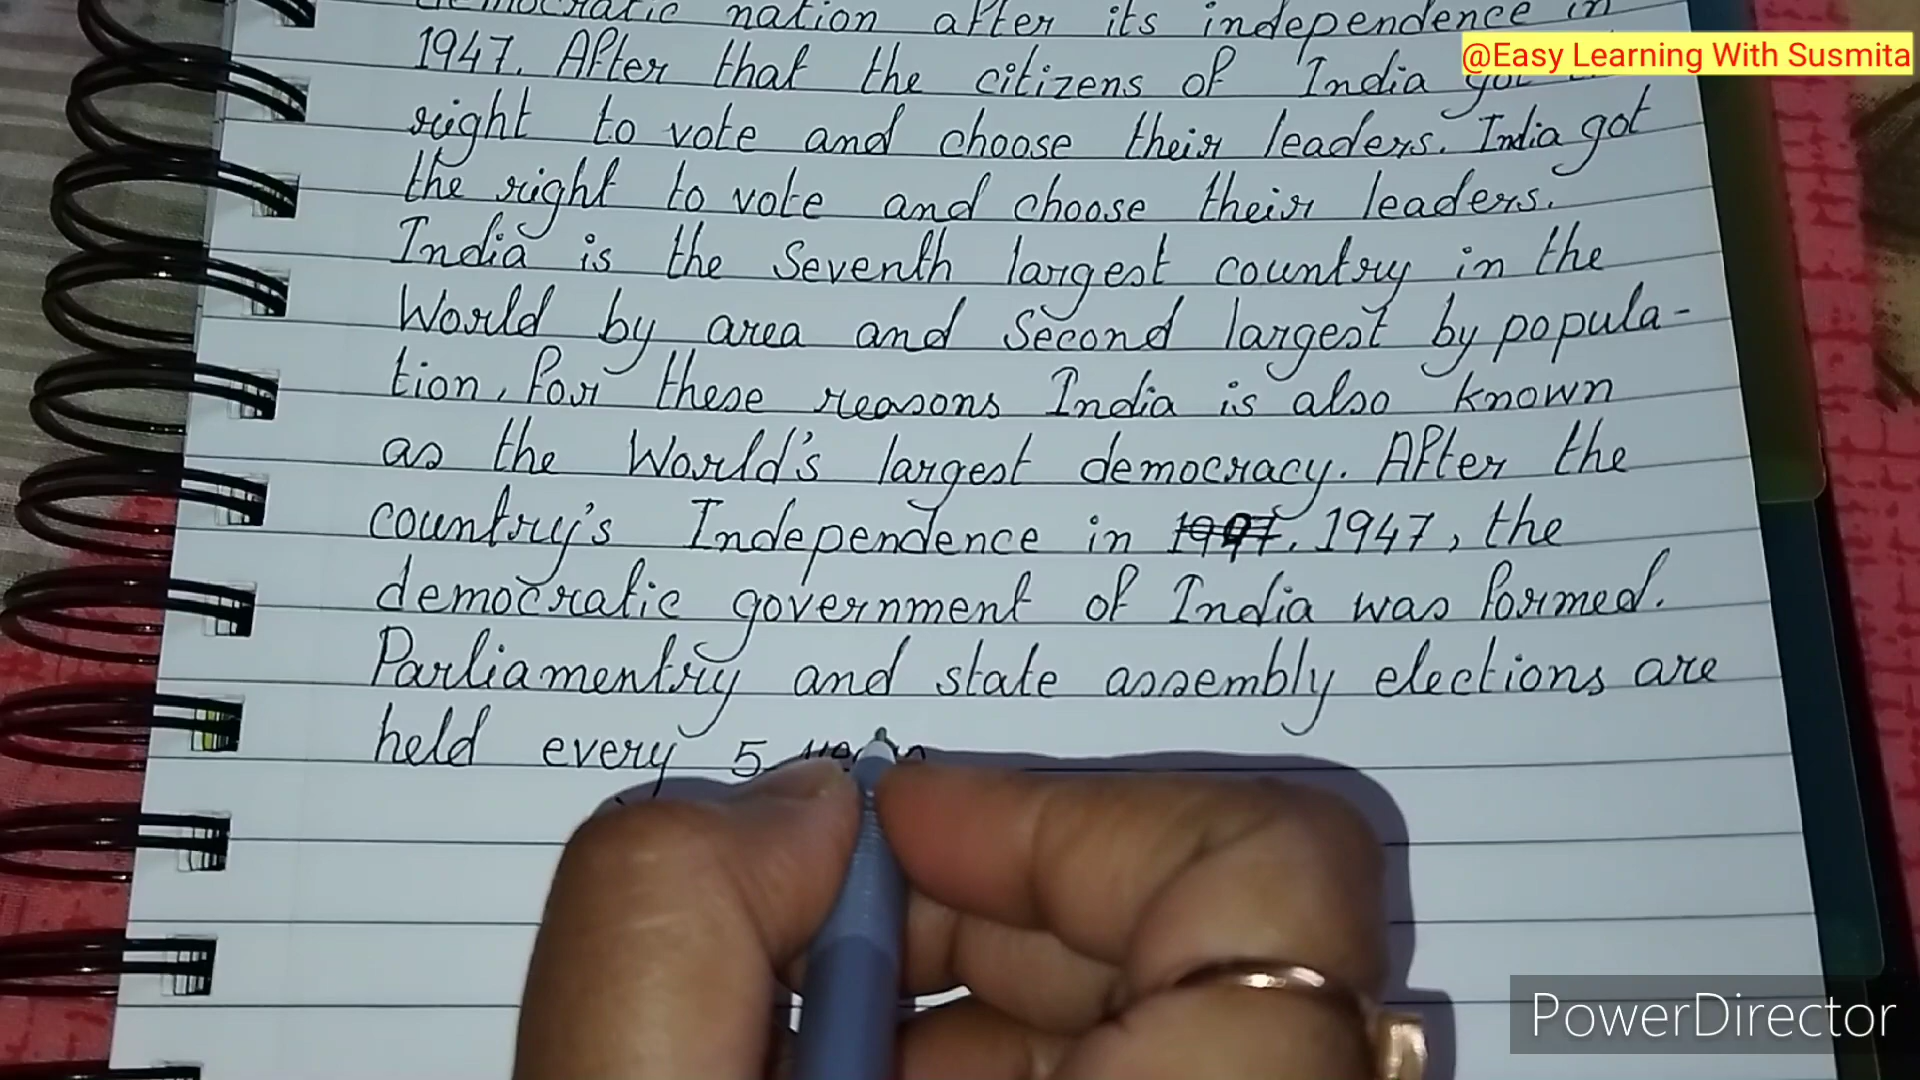 democratic nation after its independence in
@Easy Learning With Susmita
1947. After that the citizens of India got
right to vote and choose their leaders. India got
the right to vote and choose their leaders.
India is the Seventh largest country in the
World by area and Second largest by popula-
tion, for these reasons India is also known
as the World's largest democracy. After the
country's Independence in 1947, the
democratic government of India was formed.
Parliamentry and state assembly elections are
held every 5
PowerDirector